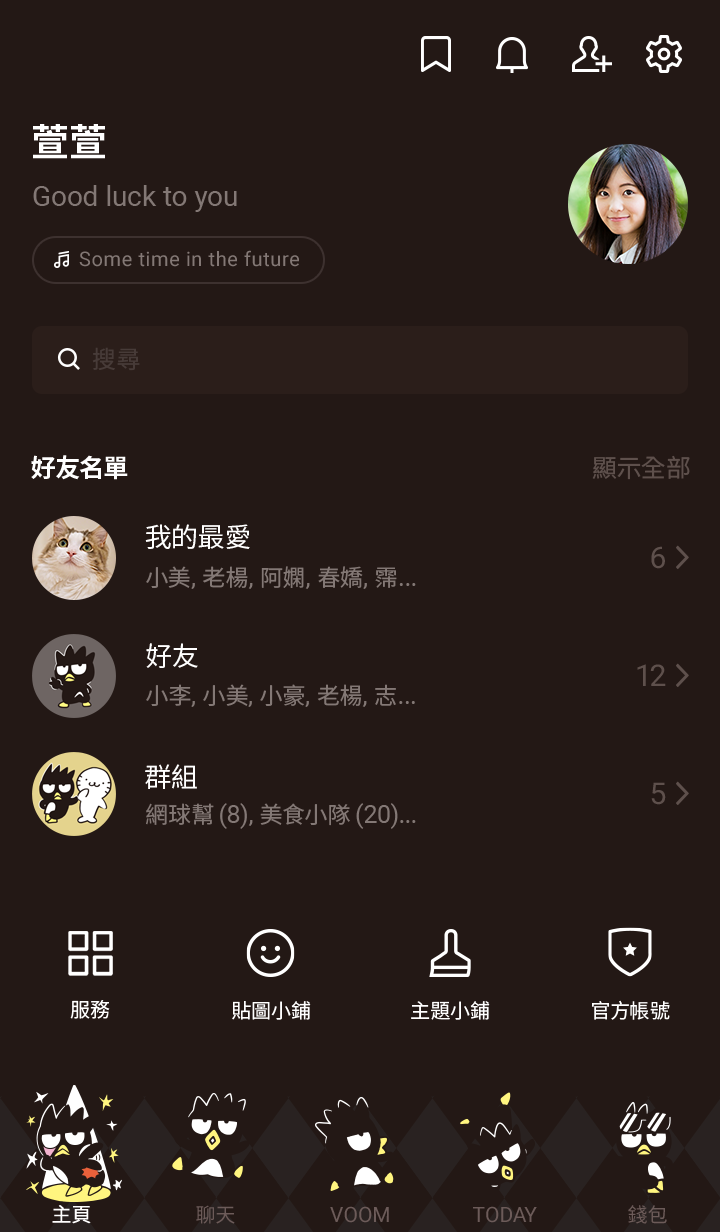 萱萱
Good luck to you
Some time in the future
搜尋
好友名單
顯示全部
我的最愛
小美, 老楊, 阿嫻, 春嬌, 霈...
6
好友
小李, 小美, 小豪, 老楊, 志...
12
群組
網球幫 (8), 美食小隊 (20)...
5
服務
貼圖小鋪
主題小鋪
官方帳號
主頁
聊天
VOOM
TODAY
錢包